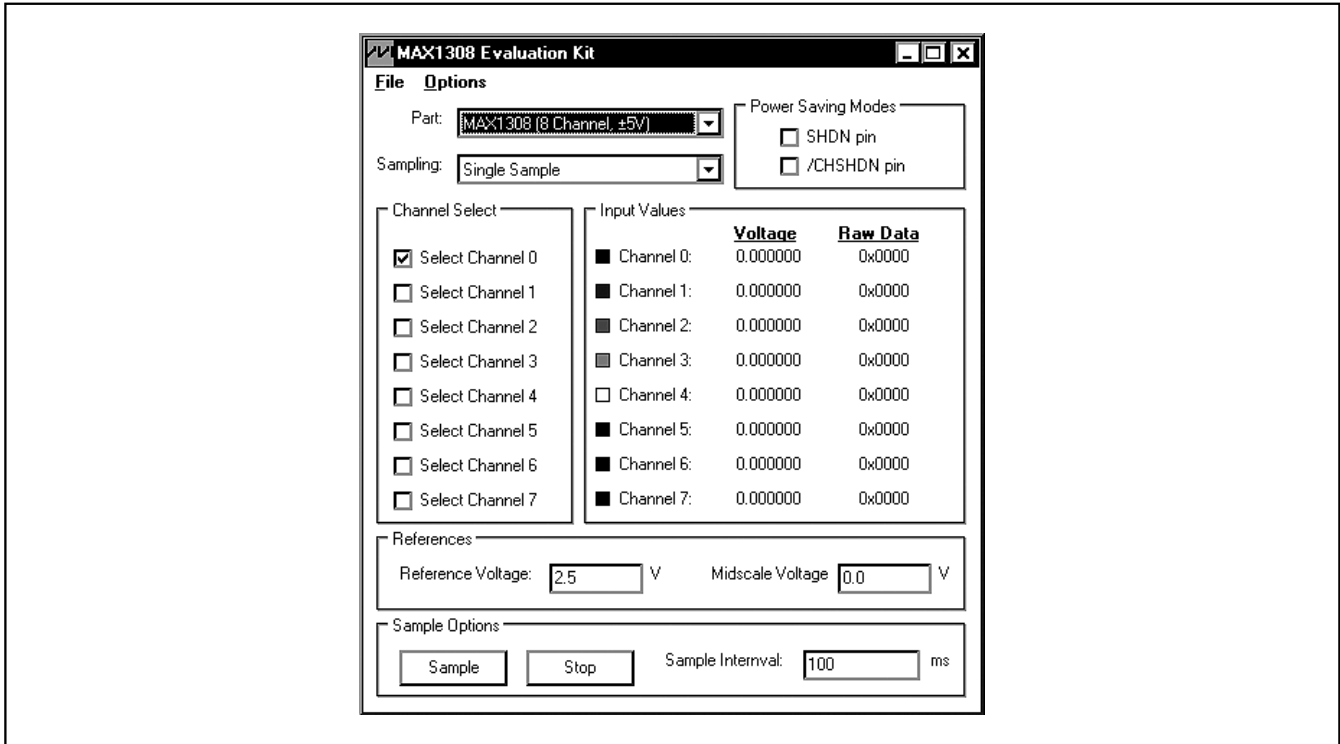 MAX1308 Evaluation Kit
File Options
Part: MAX1308 (8 Channel, ±5V)
Sampling: Single Sample
Power Saving Modes
SHDN pin
/CHSHDN pin
Channel Select
Select Channel 0
Select Channel 1
Select Channel 2
Select Channel 3
Select Channel 4
Select Channel 5
Select Channel 6
Select Channel 7
Input Values
Voltage Raw Data
Channel 0: 0.000000 0x0000
Channel 1: 0.000000 0x0000
Channel 2: 0.000000 0x0000
Channel 3: 0.000000 0x0000
Channel 4: 0.000000 0x0000
Channel 5: 0.000000 0x0000
Channel 6: 0.000000 0x0000
Channel 7: 0.000000 0x0000
References
Reference Voltage: 2.5 V Midscale Voltage 0.0 V
Sample Options
Sample Stop Sample Internval: 100 ms